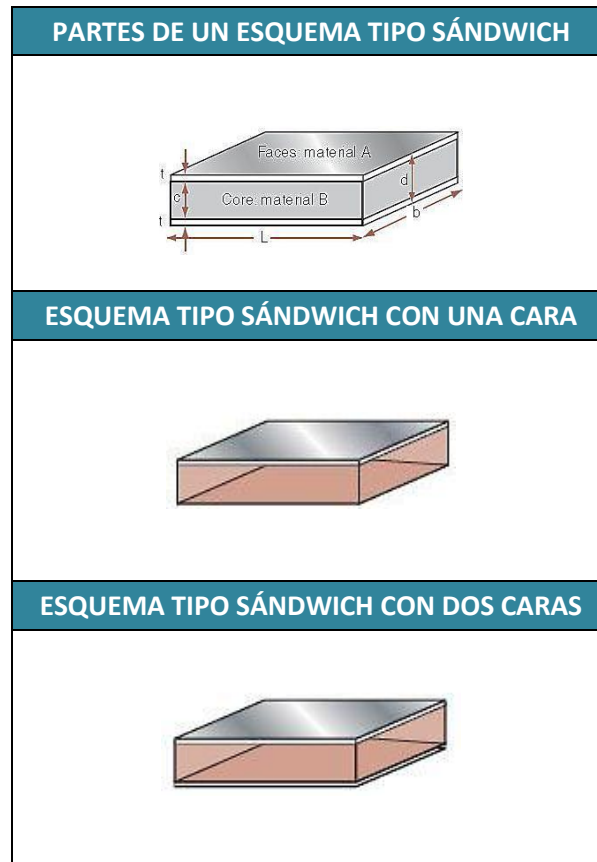 PARTES DE UN ESQUEMA TIPO SÁNDWICH
Faces: material A
t
d
c
Core: material B
b
t
L
ESQUEMA TIPO SÁNDWICH CON UNA CARA
ESQUEMA TIPO SÁNDWICH CON DOS CARAS